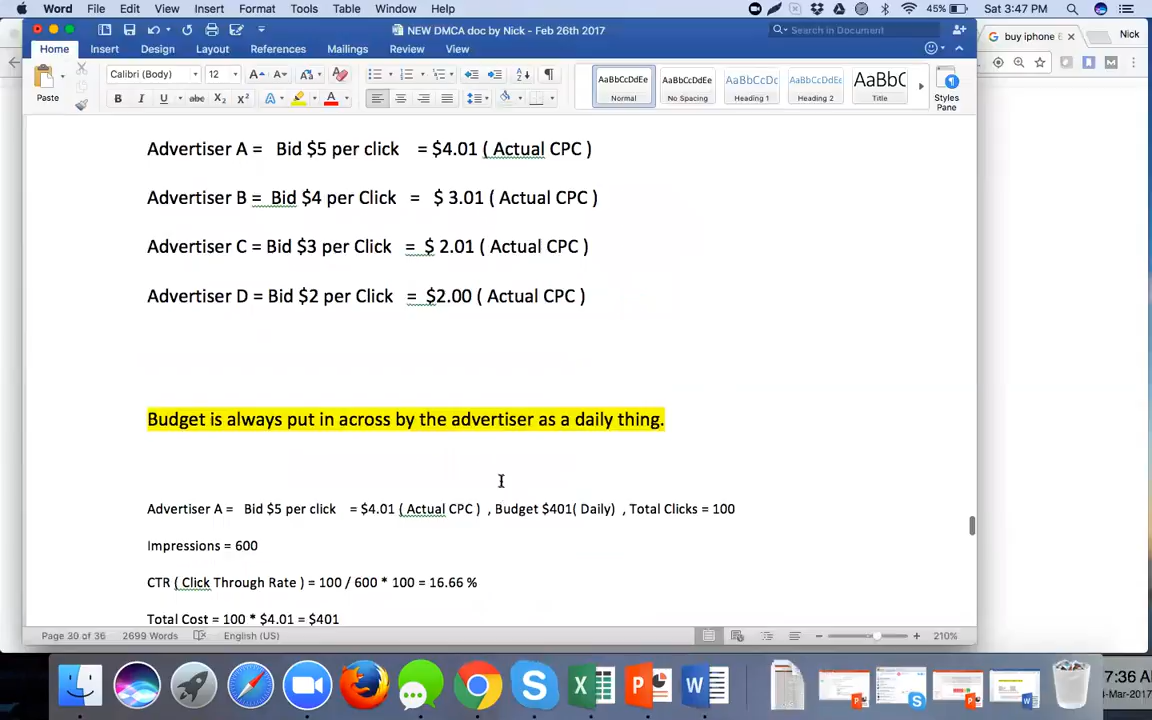 Word File Edit View Insert Format Tools Table Window Help 45% Sat 3:47 PM
NEW DMCA doc by Nick - Feb 26th 2017
Search in Document
buy iphone
Nick
Home Insert Design Layout References Mailings Review View
Paste
Calibri (Body) 12
AaBbCcDdEe AaBbCcDdEe AaBbCcDc AaBbCcDdEe AaBbC
Normal No Spacing Heading 1 Heading 2 Title
Styles Pane
Advertiser A = Bid $5 per click = $4.01 ( Actual CPC )
Advertiser B = Bid $4 per Click = $ 3.01 ( Actual CPC )
Advertiser C = Bid $3 per Click = $ 2.01 ( Actual CPC )
Advertiser D = Bid $2 per Click = $2.00 ( Actual CPC )
Budget is always put in across by the advertiser as a daily thing.
Advertiser A = Bid $5 per click = $4.01 ( Actual CPC ) , Budget $401( Daily) , Total Clicks = 100
Impressions = 600
CTR ( Click Through Rate ) = 100 / 600 * 100 = 16.66 %
Total Cost = 100 * $4.01 = $401
Page 30 of 36 2699 Words English (US) 210%
7:36 AM
-Mar-2017